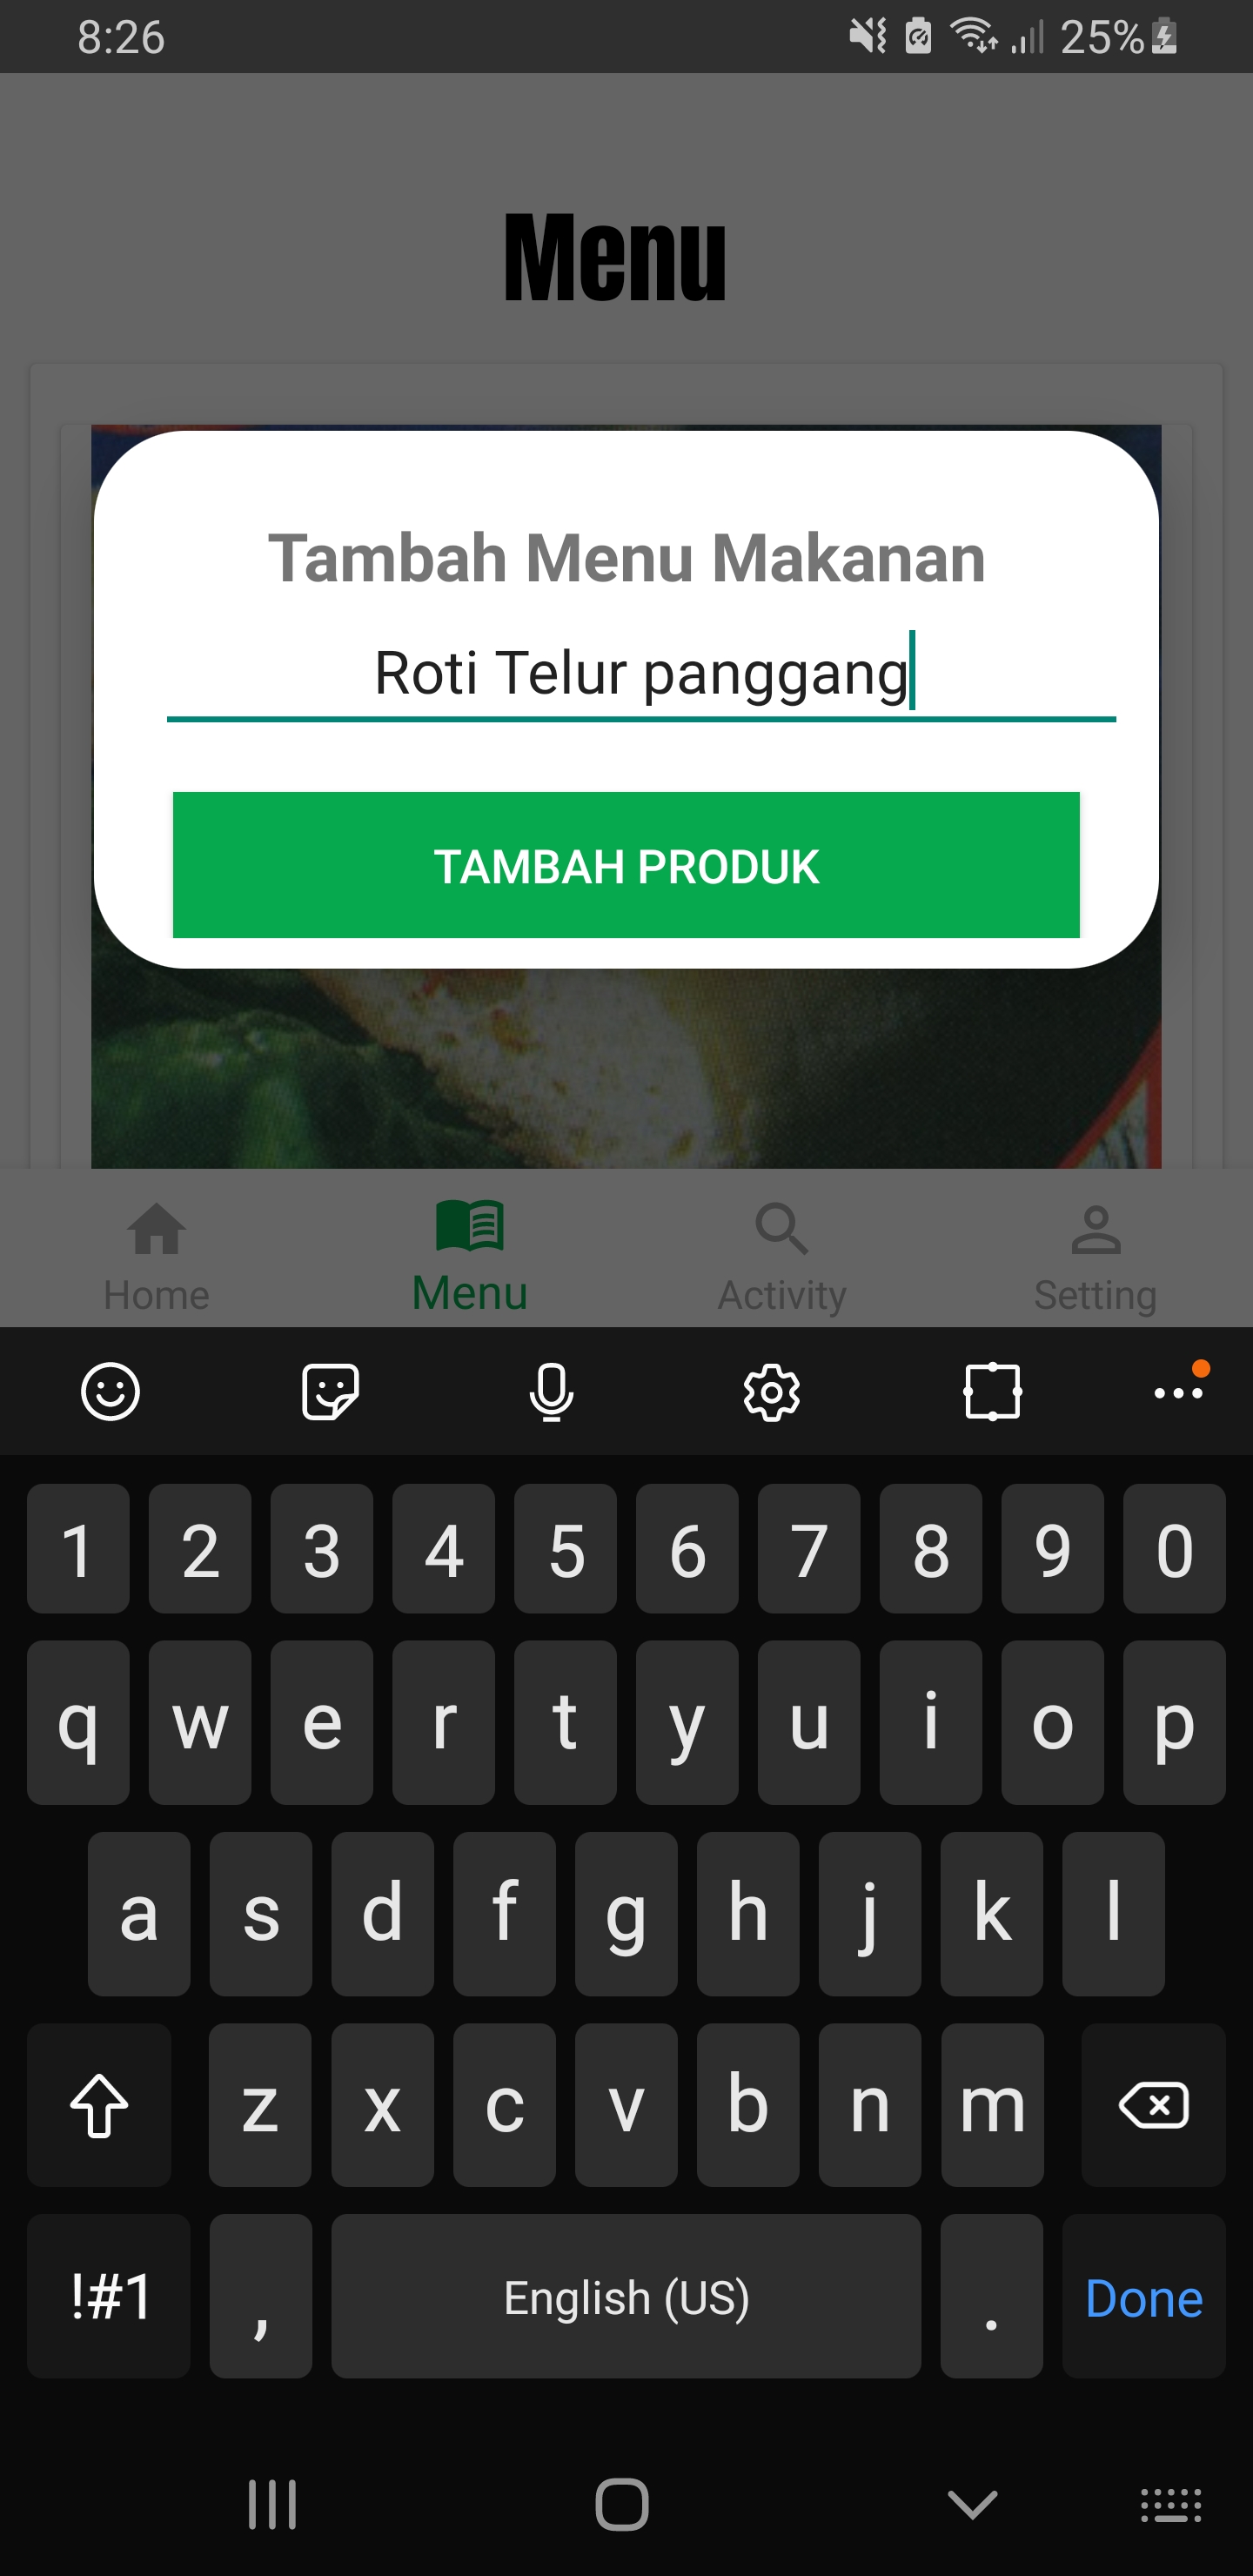 8:26
25%
Menu
Tambah Menu Makanan
Roti Telur panggang
TAMBAH PRODUK
Home Menu Activity Setting
1 2 3 4 5 6 7 8 9 0
q w e r t y u i o p
a s d f g h j k l
z x c v b n m
!#1 , English (US) . Done